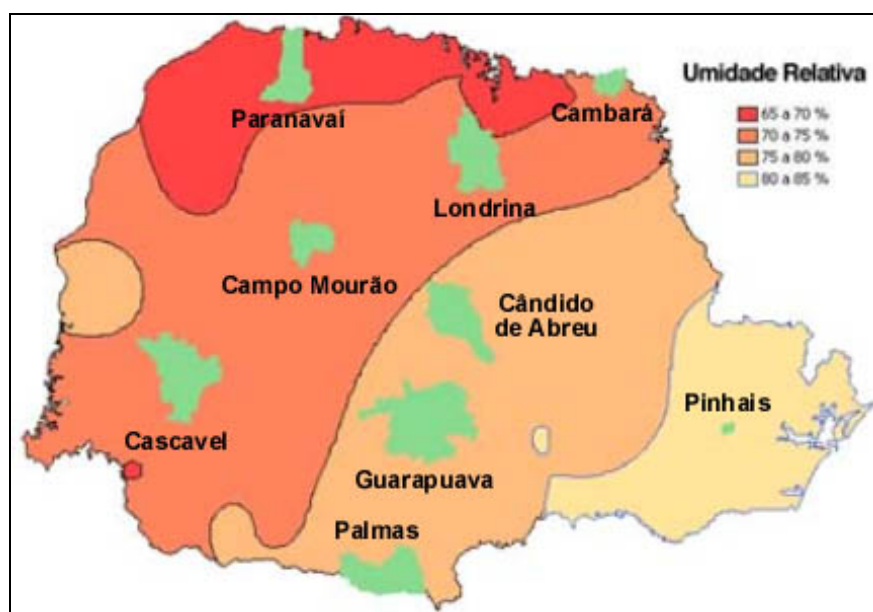 Umidade Relativa
65 a 70 %
70 a 75 %
75 a 80 %
80 a 85 %
Paranavaí
Cambará
Londrina
Campo Mourão
Cândido
de Abreu
Pinhais
Cascavel
Guarapuava
Palmas